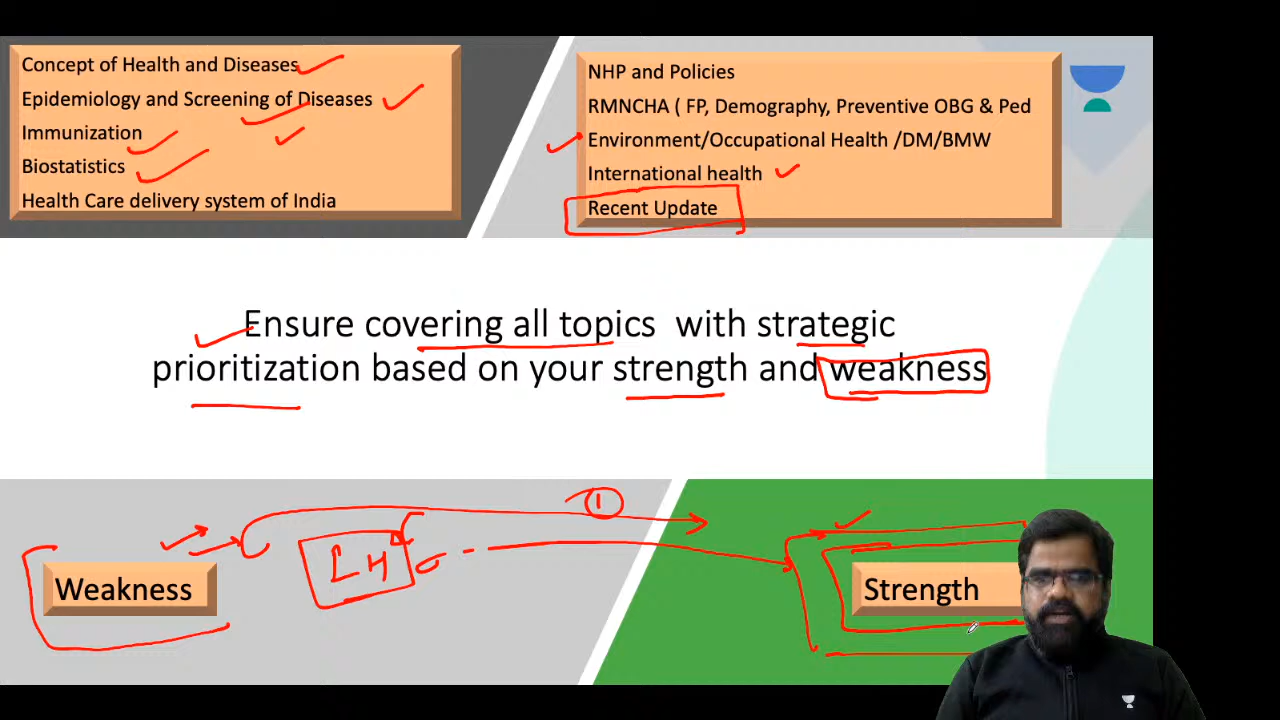 Concept of Health and Diseases
Epidemiology and Screening of Diseases
Immunization
Biostatistics
Health Care delivery system of India
NHP and Policies
RMNCHA ( FP, Demography, Preventive OBG & Ped
Environment/Occupational Health /DM/BMW
International health
Recent Update
Ensure covering all topics with strategic
prioritization based on your strength and weakness
1
Weakness
Strength